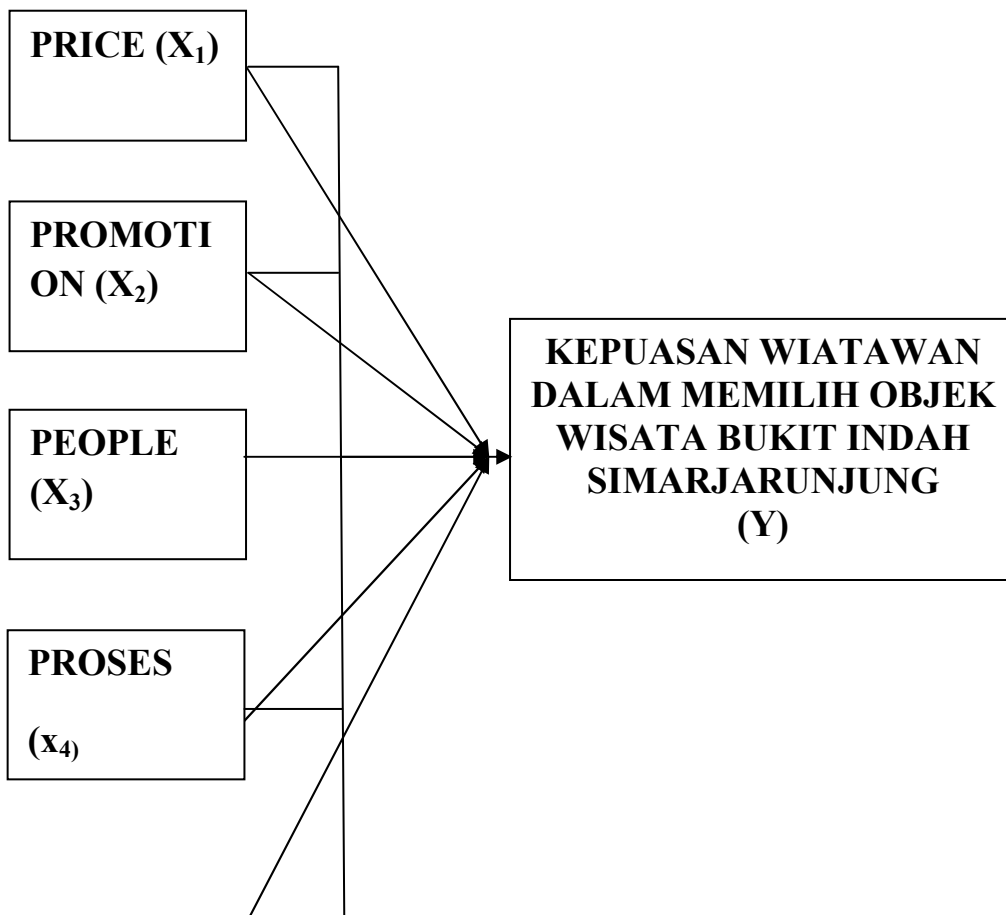 PRICE (X₁)
PROMOTI
ON (X₂)
PEOPLE
(X₃)
PROSES
(x₄)
KEPUASAN WIATAWAN
DALAM MEMILIH OBJEK
WISATA BUKIT INDAH
SIMARJARUNJUNG
(Y)